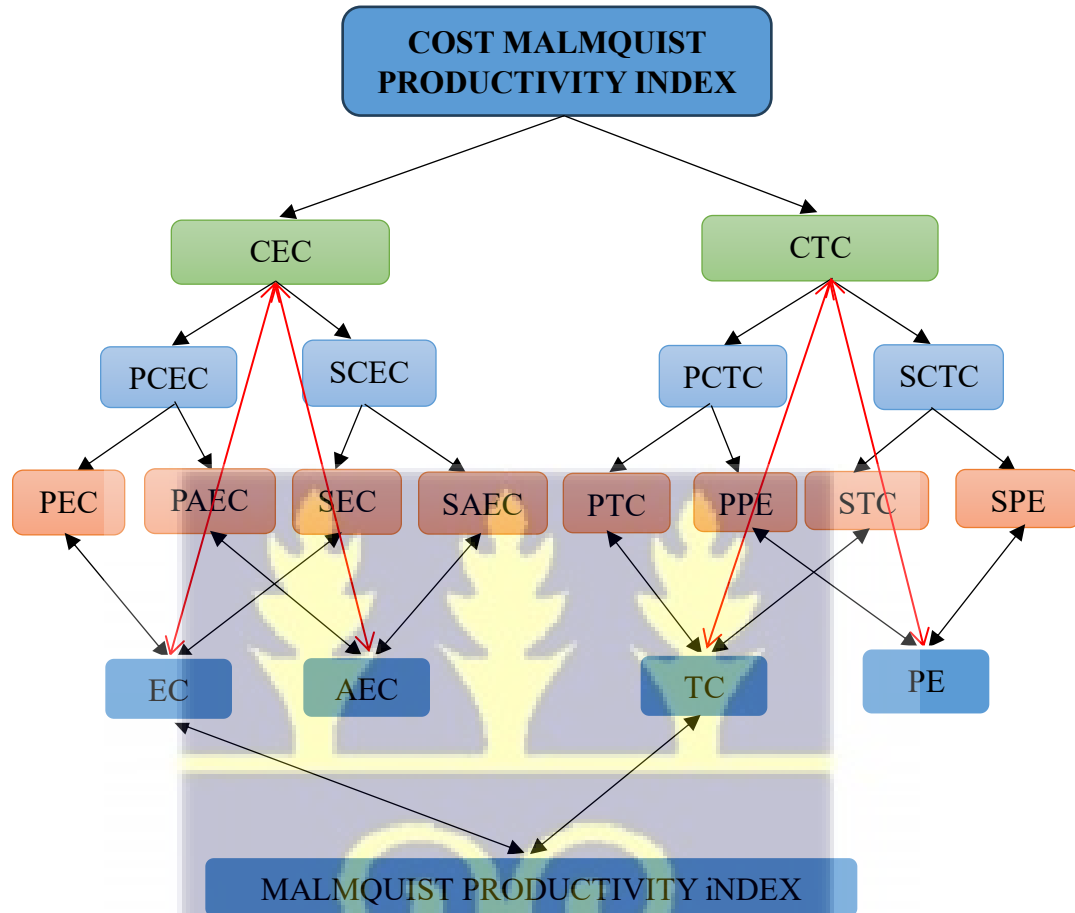 COST MALMQUIST
PRODUCTIVITY INDEX
CEC
CTC
PCEC
SCEC
PCTC
SCTC
PEC
PAEC
SEC
SAEC
PTC
PPE
STC
SPE
EC
AEC
TC
PE
MALMQUIST PRODUCTIVITY iNDEX